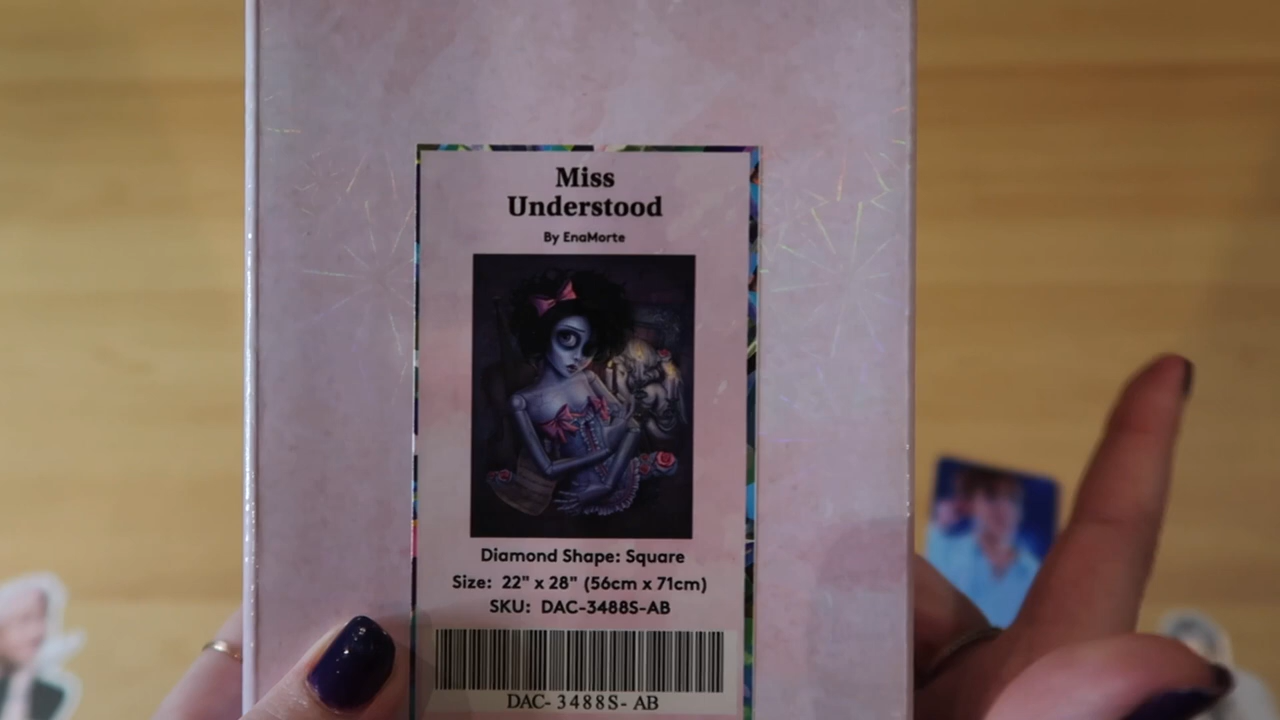 Miss
Understood
By EnaMorte
Diamond Shape: Square
Size: 22" x 28" (56cm x 71cm)
SKU: DAC-3488S-AB
DAC- 3488S- AB